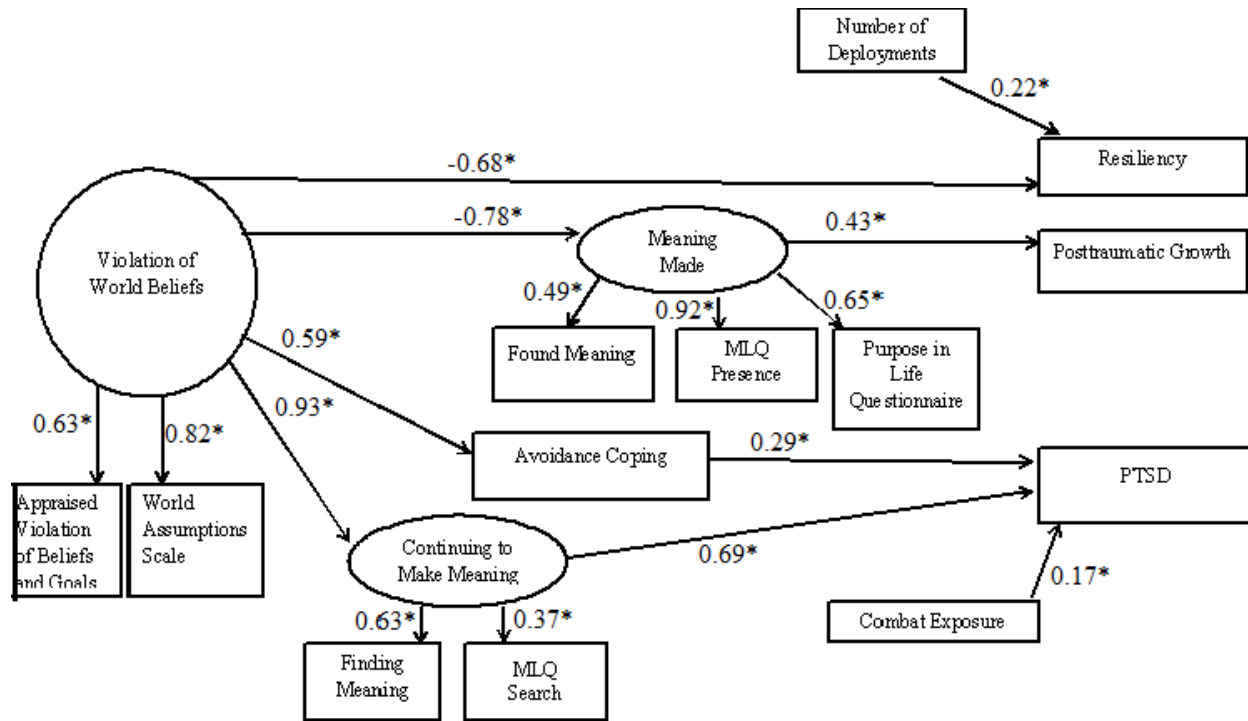 Number of
Deployments
0.22*
Resiliency
-0.68*
-0.78*
Meaning
Made
0.43*
Posttraumatic Growth
Violation of
World Beliefs
0.49*
0.92*
0.65*
Found Meaning
MLQ
Presence
Purpose in
Life
Questionnaire
0.59*
0.93*
0.63*
0.82*
Avoidance Coping
0.29*
PTSD
Appraised
Violation
of Beliefs
and Goals
World
Assumptions
Scale
Continuing to
Make Meaning
0.69*
0.17*
Combat Exposure
0.63*
0.37*
Finding
Meaning
MLQ
Search